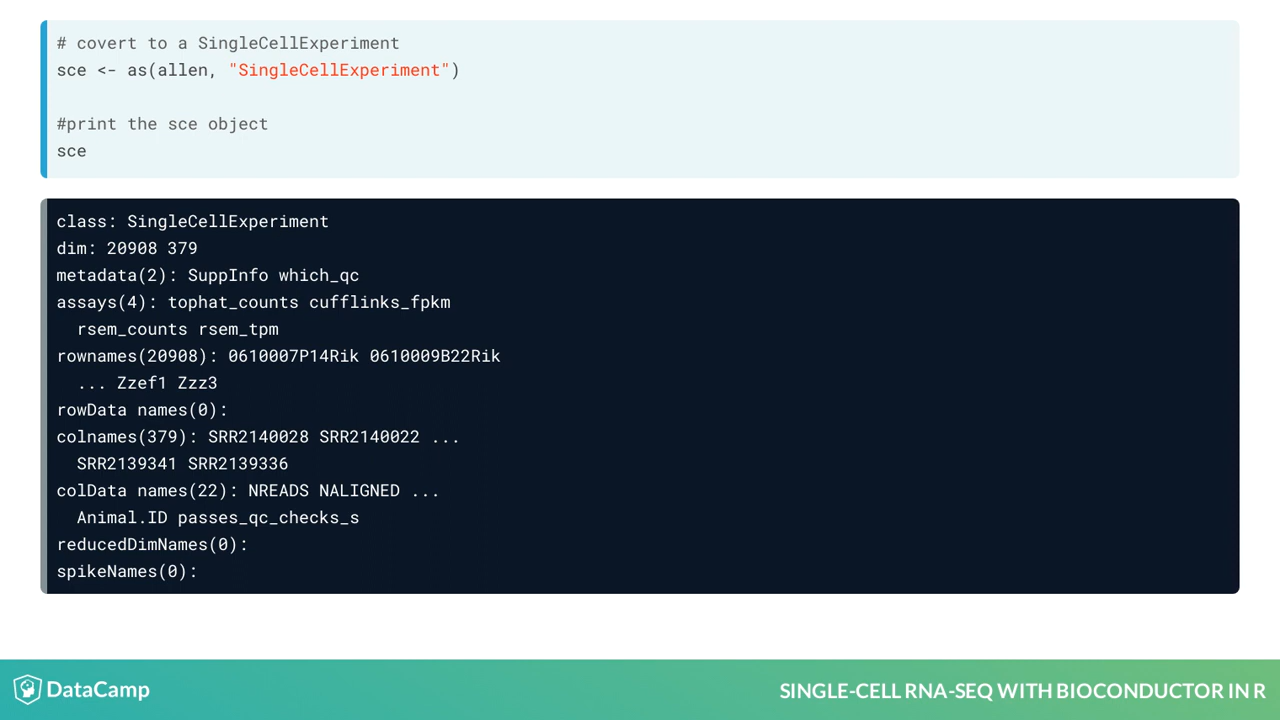 # covert to a SingleCellExperiment
sce <- as(allen, "SingleCellExperiment")
#print the sce object
sce
class: SingleCellExperiment
dim: 20908 379
metadata(2): SuppInfo which_qc
assays(4): tophat_counts cufflinks_fpkm
rsem_counts rsem_tpm
rownames(20908): 0610007P14Rik 0610009B22Rik
... Zzef1 Zzz3
rowData names(0):
colnames(379): SRR2140028 SRR2140022 ...
SRR2139341 SRR2139336
colData names(22): NREADS NALIGNED ...
Animal.ID passes_qc_checks_s
reducedDimNames(0):
spikeNames(0):
DataCamp
SINGLE-CELL RNA-SEQ WITH BIOCONDUCTOR IN R